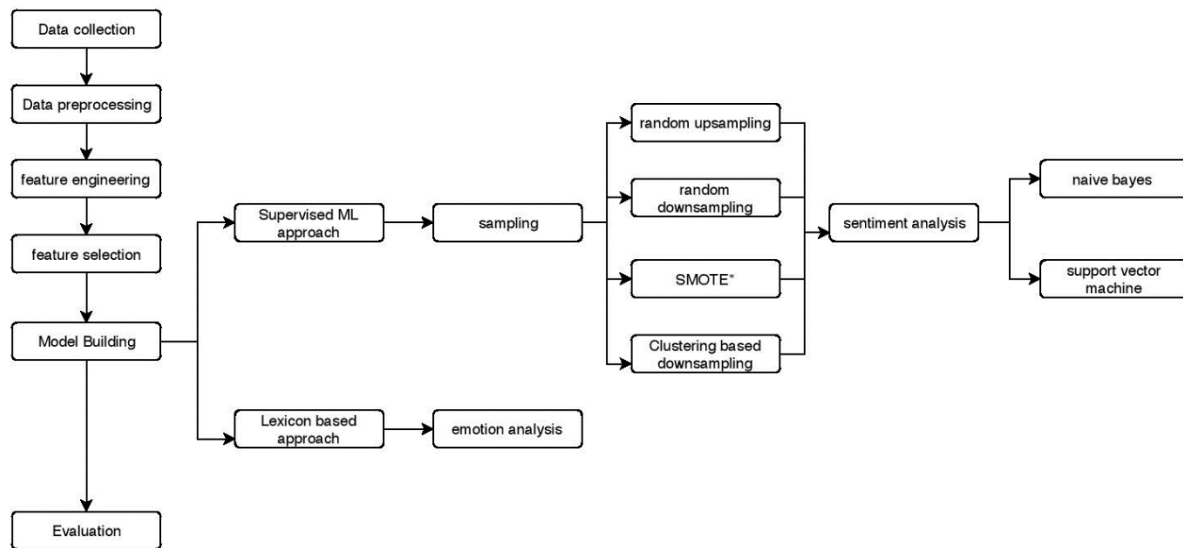 Data collection
Data preprocessing
feature engineering
feature selection
Model Building
Evaluation
Supervised ML
approach
Lexicon based
approach
sampling
emotion analysis
random upsampling
random
downsampling
SMOTE*
Clustering based
downsampling
sentiment analysis
naive bayes
support vector
machine